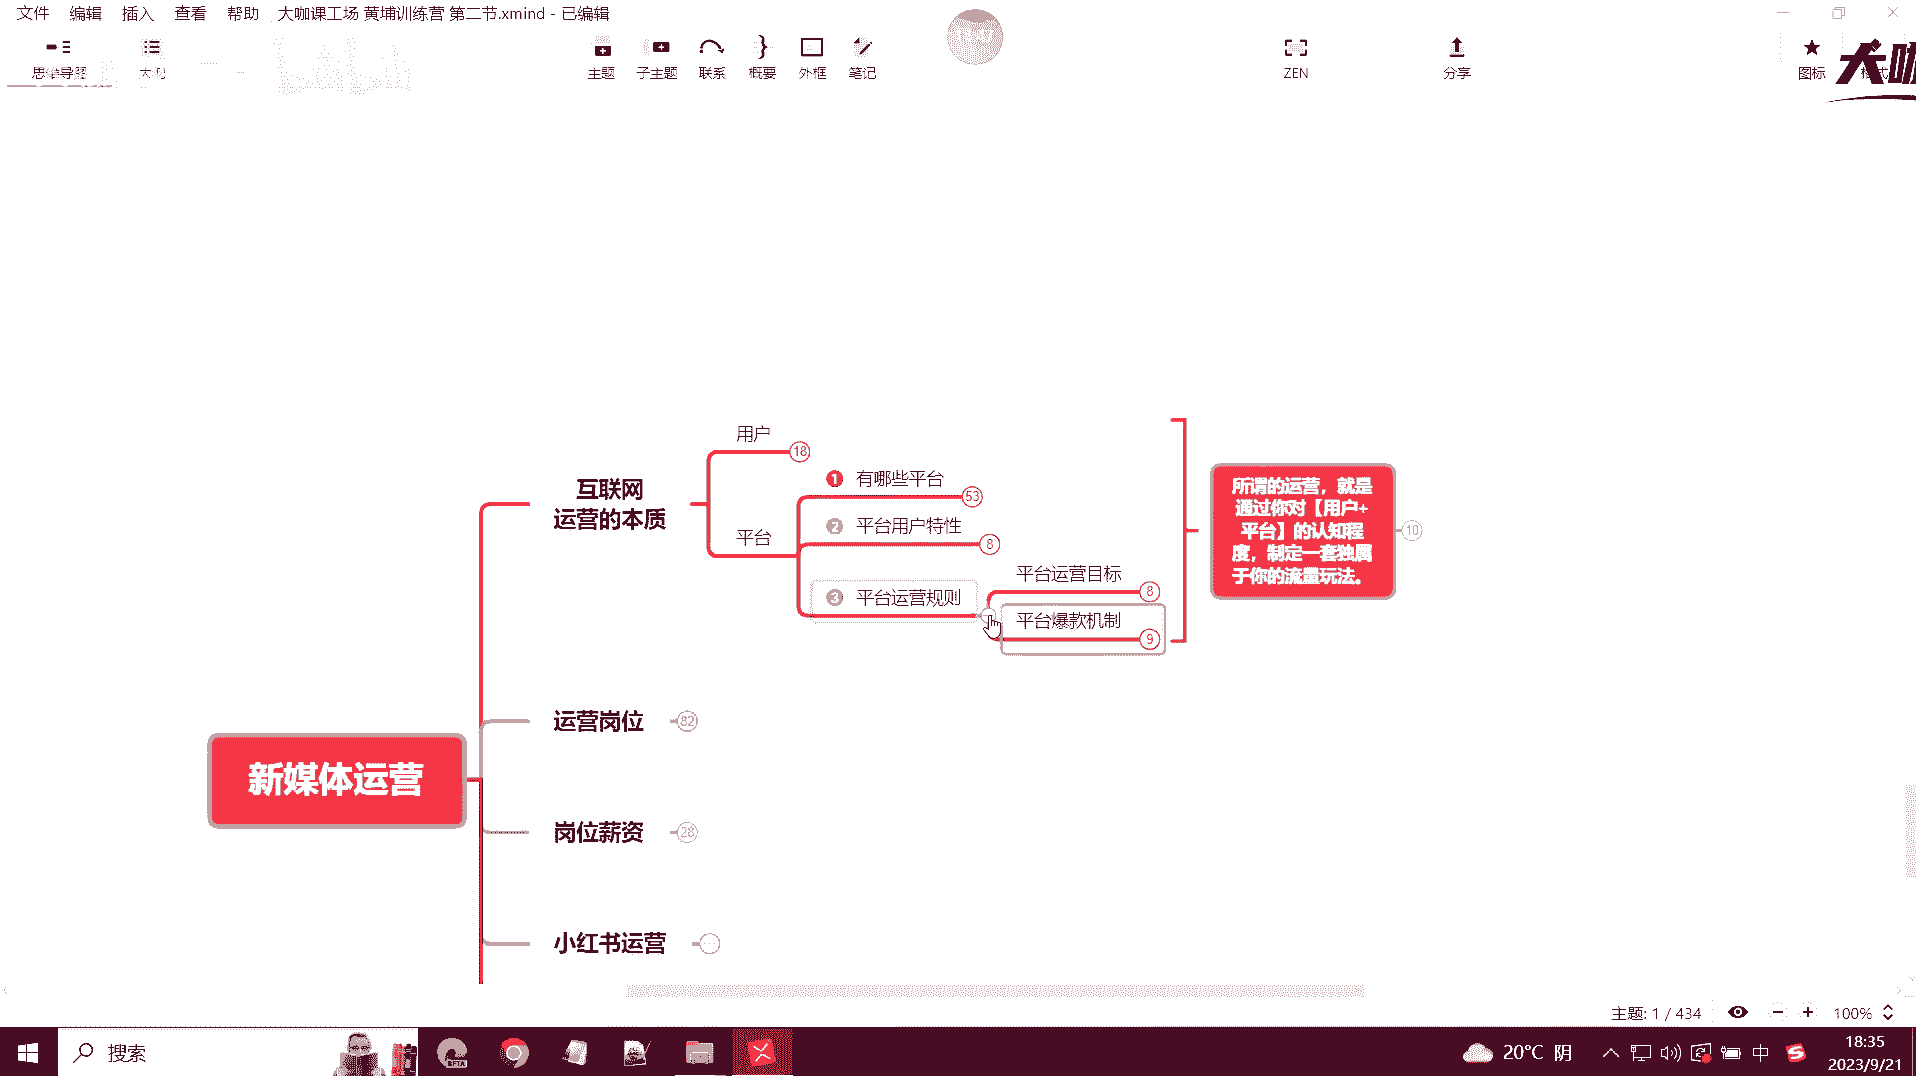 文件 编辑 插入 查看 帮助 大咖课工场 黄埔训练营 第二节.xmind - 已编辑
思维导图 大纲 主题 子主题 联系 概要 外框 笔记 ZEN 分享 图标
大咖
用户
18
1 有哪些平台
53
互联网
运营的本质
2 平台用户特性
8
平台
平台运营目标
8
3 平台运营规则
平台爆款机制
9
所谓的运营，就是
通过你对【用户+
平台】的认知程
度，制定一套独属
于你的流量玩法。
10
运营岗位
82
新媒体运营
岗位薪资
28
小红书运营
主题: 1 / 434 100%
搜索
BETA
20°C 阴
中
18:35
2023/9/21